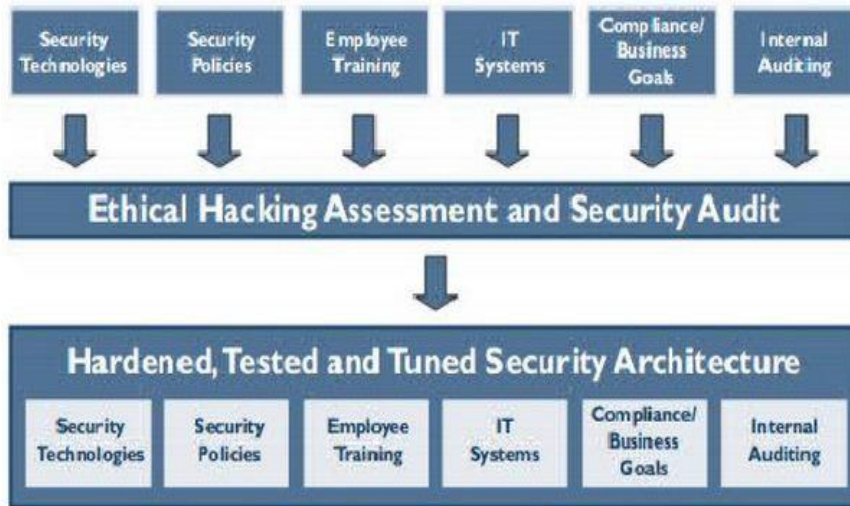 Security
Technologies
Security
Policies
Employee
Training
IT
Systems
Compliance/
Business
Goals
Internal
Auditing
Ethical Hacking Assessment and Security Audit
Hardened, Tested and Tuned Security Architecture
Security
Technologies
Security
Policies
Employee
Training
IT
Systems
Compliance/
Business
Goals
Internal
Auditing